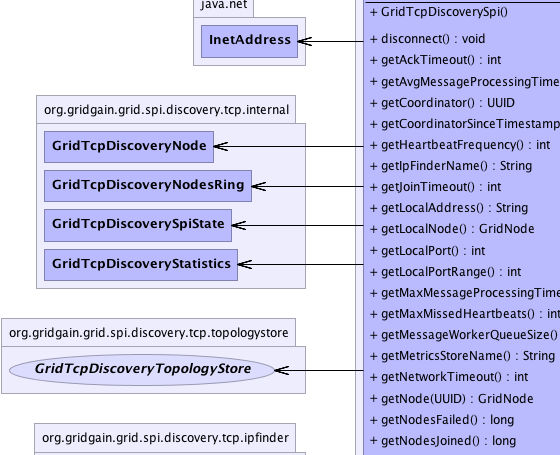 java.net
InetAddress
org.gridgain.grid.spi.discovery.tcp.internal
GridTcpDiscoveryNode
GridTcpDiscoveryNodesRing
GridTcpDiscoverySpiState
GridTcpDiscoveryStatistics
org.gridgain.grid.spi.discovery.tcp.topologystore
GridTcpDiscoveryTopologyStore
org.gridgain.grid.spi.discovery.tcp.ipfinder
+ GridTcpDiscoverySpi()
+ disconnect() : void
+ getAckTimeout() : int
+ getAvgMessageProcessingTime
+ getCoordinator() : UUID
+ getCoordinatorSinceTimestamp
+ getHeartbeatFrequency() : int
+ getIpFinderName() : String
+ getJoinTimeout() : int
+ getLocalAddress() : String
+ getLocalNode() : GridNode
+ getLocalPort() : int
+ getLocalPortRange() : int
+ getMaxMessageProcessingTime
+ getMaxMissedHeartbeats() : int
+ getMessageWorkerQueueSize()
+ getMetricsStoreName() : String
+ getNetworkTimeout() : int
+ getNode(UUID) : GridNode
+ getNodesFailed() : long
+ getNodesJoined() : long